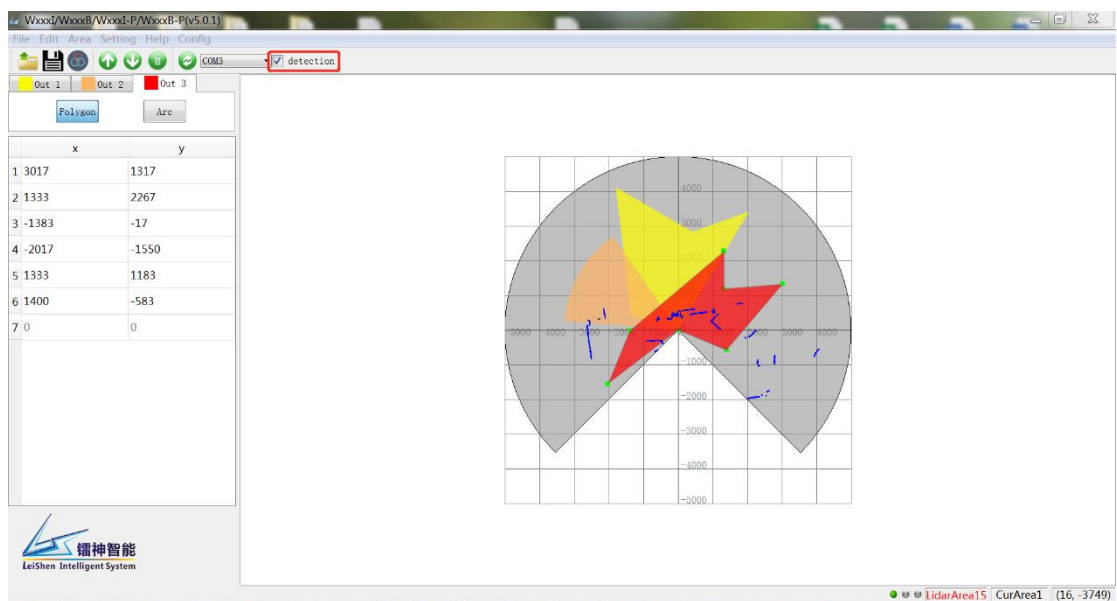 WxxxI/WxxxB/WxxxI-P/WxxxB-P(v5.0.1)
File Edit Area Setting Help Config
COM3 detection
Out 1 Out 2 Out 3
Polygon Arc
x y
1 3017 1317
2 1333 2267
3 -1383 -17
4 -2017 -1550
5 1333 1183
6 1400 -583
7 0 0
4000
3000
3000 4000
-1000
-2000
-3000
-4000
-5000
镭神智能
LeiShen Intelligent System
LidarArea15 CurArea1 (16, -3749)